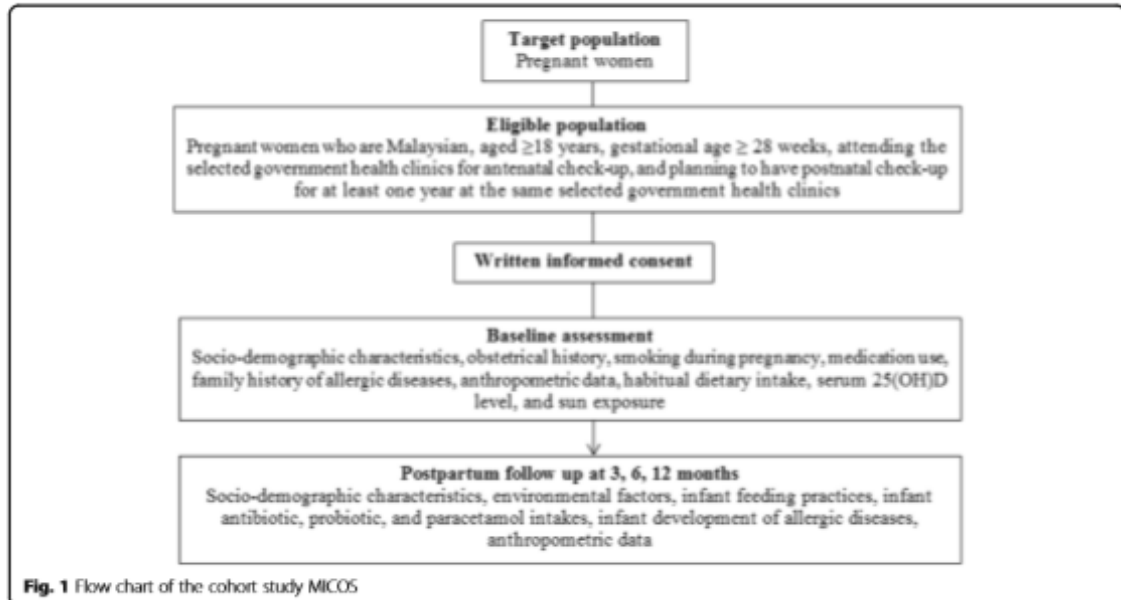 Target population
Pregnant women
Eligible population
Pregnant women who are Malaysian, aged ≥18 years, gestational age ≥ 28 weeks, attending the
selected government health clinics for antenatal check-up, and planning to have postnatal check-up
for at least one year at the same selected government health clinics
Written informed consent
Baseline assessment
Socio-demographic characteristics, obstetrical history, smoking during pregnancy, medication use,
family history of allergic diseases, anthropometric data, habitual dietary intake, serum 25(OH)D
level, and sun exposure
Postpartum follow up at 3, 6, 12 months
Socio-demographic characteristics, environmental factors, infant feeding practices, infant
antibiotic, probiotic, and paracetamol intakes, infant development of allergic diseases,
anthropometric data
Fig. 1 Flow chart of the cohort study MICOS